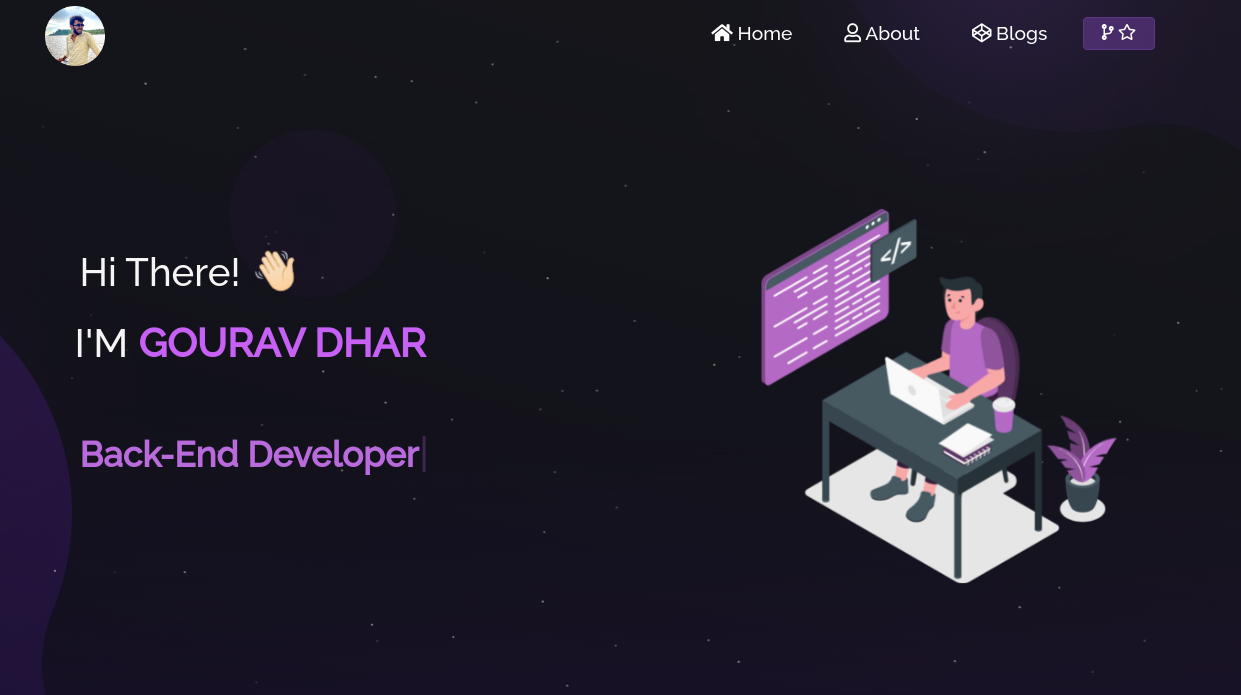 Home
About
Blogs
Hi There! 👋🏻
I'M GOURAV DHAR
Back-End Developer
</>